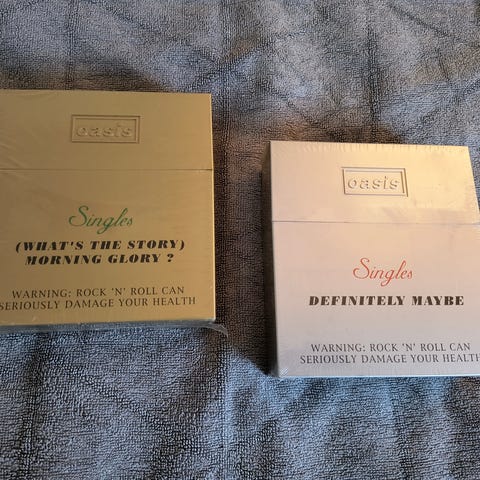 oasis
Singles
(WHAT'S THE STORY)
MORNING GLORY ?
WARNING: ROCK 'N' ROLL CAN
SERIOUSLY DAMAGE YOUR HEALTH
oasis
Singles
DEFINITELY MAYBE
WARNING: ROCK 'N' ROLL CAN
SERIOUSLY DAMAGE YOUR HEALTH